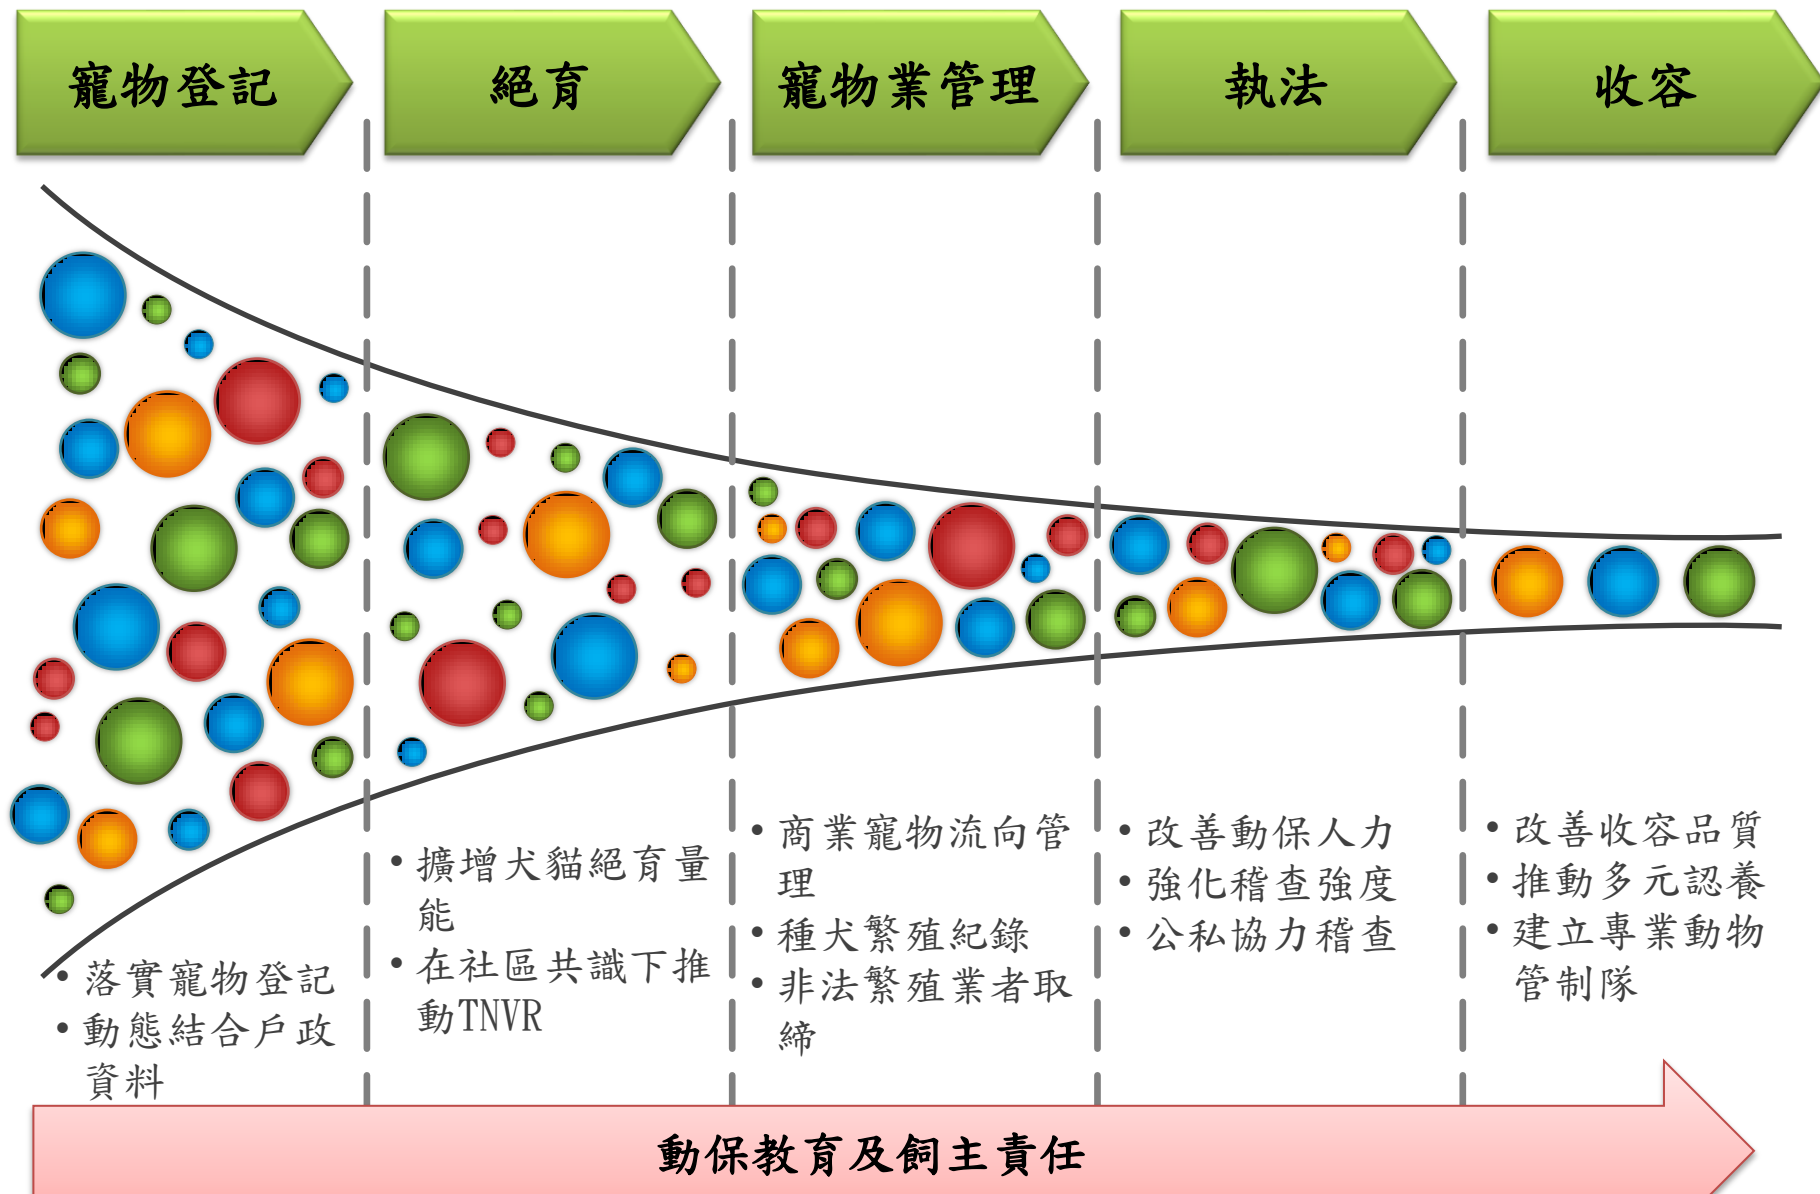 寵物登記
絕育
寵物業管理
執法
收容
• 落實寵物登記
• 動態結合戶政
資料
• 擴增犬貓絕育量
能
• 在社區共識下推
動TNVR
• 商業寵物流向管
理
• 種犬繁殖紀錄
• 非法繁殖業者取
締
• 改善動保人力
• 強化稽查強度
• 公私協力稽查
• 改善收容品質
• 推動多元認養
• 建立專業動物
管制隊
動保教育及飼主責任